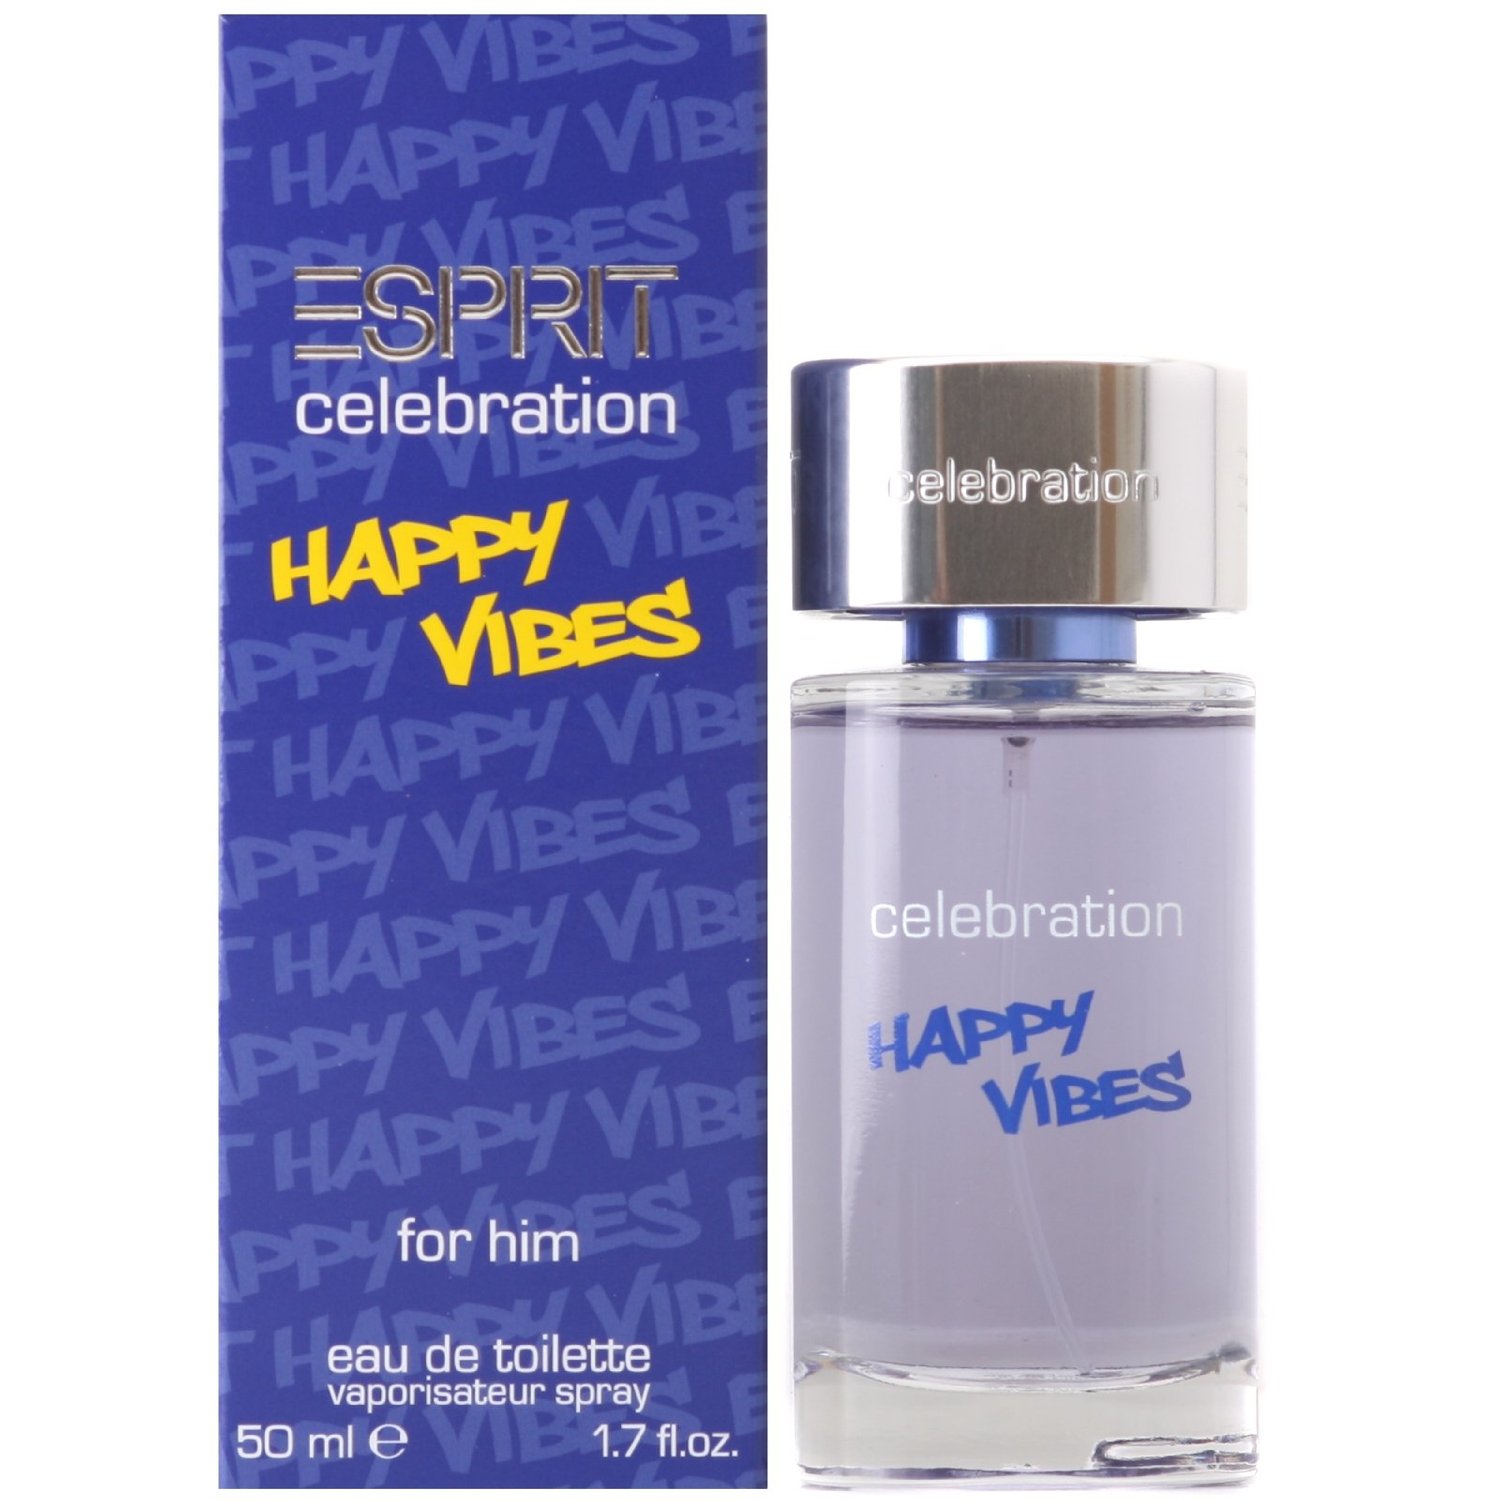 ESPRIT
celebration
HAPPY
VIBES
for him
eau de toilette
vaporisateur spray
50 ml ℮ 1.7 fl.oz.
celebration
celebration
HAPPY
VIBES